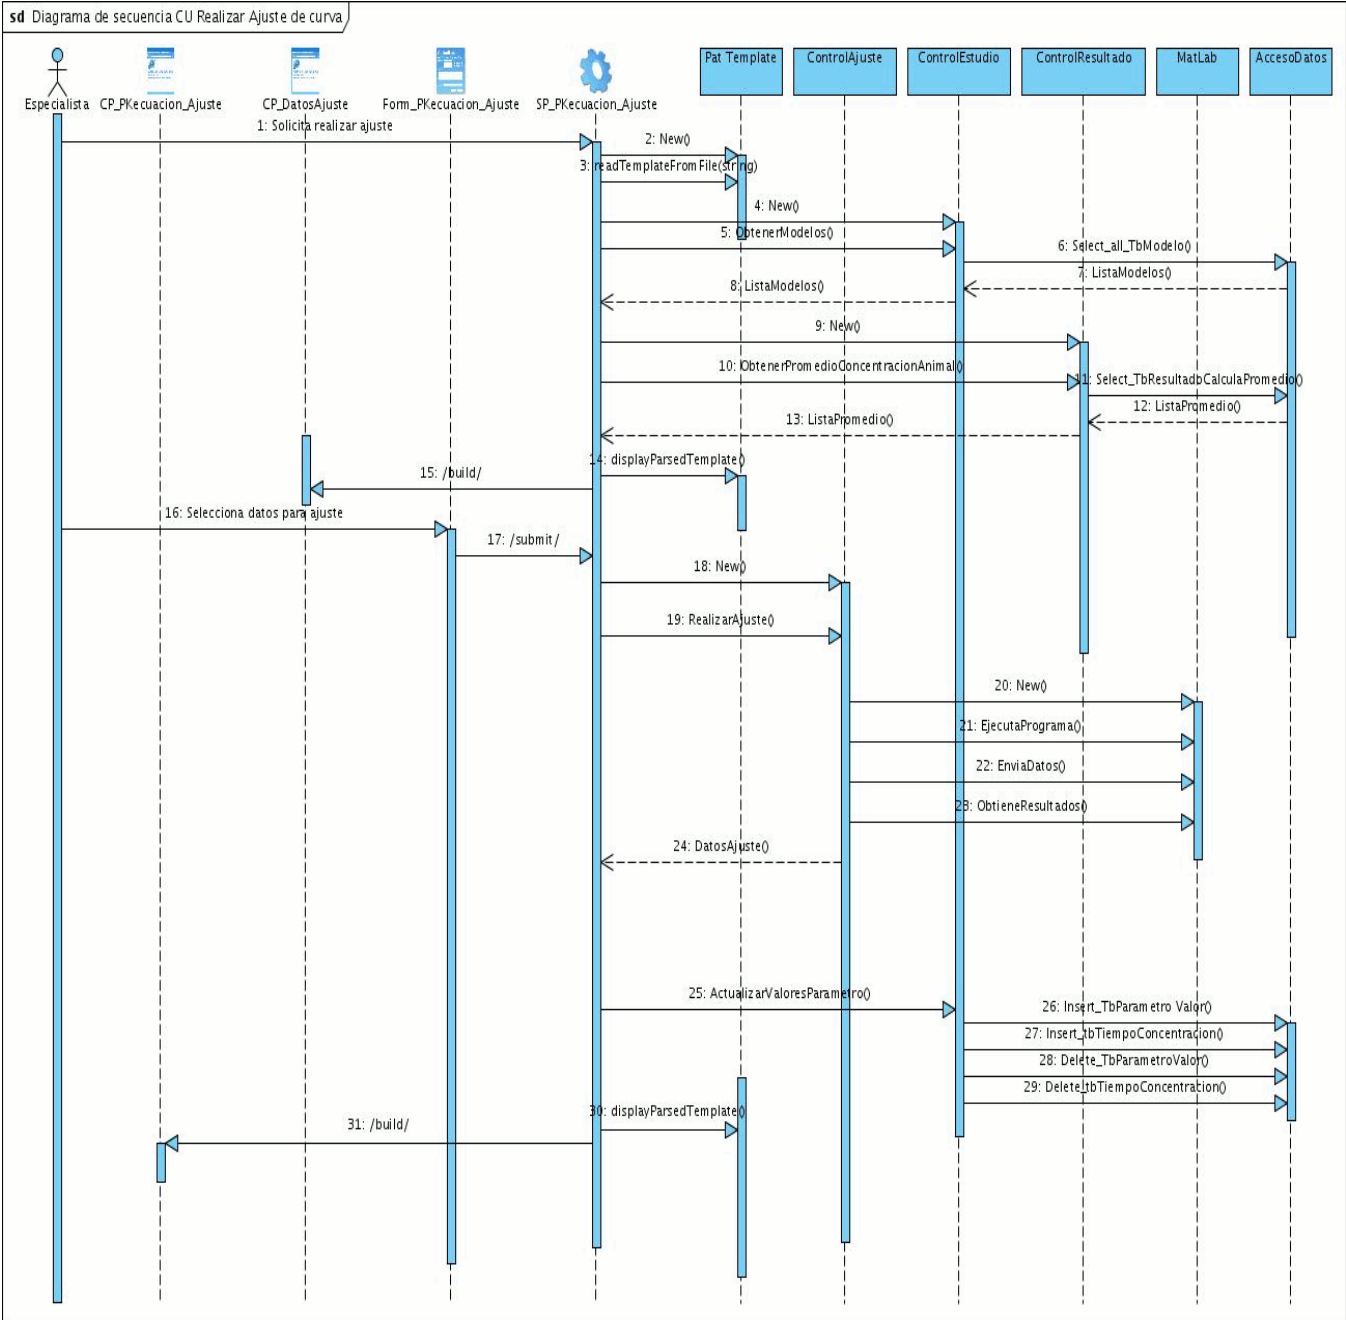 sd Diagrama de secuencia CU Realizar Ajuste de curva
Especialista
CP_PKecuacion_Ajuste
CP_DatosAjuste
Form_PKecuacion_Ajuste
SP_PKecuacion_Ajuste
Pat Template
ControlAjuste
ControlEstudio
ControlResultado
MatLab
AccesoDatos
1: Solicita realizar ajuste
2: New()
3: readTemplateFromFile(string)
4: New()
5: ObtenerModelos()
6: Select_all_TbModelo()
7: ListaModelos()
8: ListaModelos()
9: New()
10: ObtenerPromedioConcentracionAnimal()
11: Select_TbResultadoCalculaPromedio()
12: ListaPromedio()
13: ListaPromedio()
14: displayParsedTemplate()
15: /build/
16: Selecciona datos para ajuste
17: /submit/
18: New()
19: RealizarAjuste()
20: New()
21: EjecutaPrograma()
22: EnviaDatos()
23: ObtieneResultados()
24: DatosAjuste()
25: ActualizarValoresParametro()
26: Insert_TbParametro Valor()
27: Insert_tbTiempoConcentracion()
28: Delete_TbParametroValor()
29: Delete_tbTiempoConcentracion()
30: displayParsedTemplate()
31: /build/